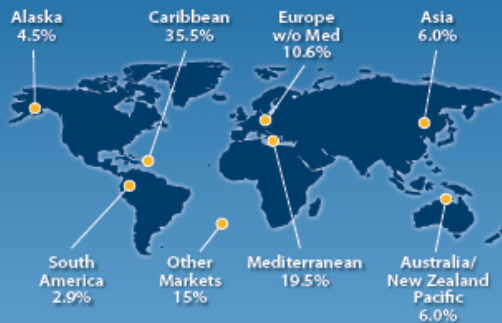 Alaska
4.5%
Caribbean
35.5%
Europe
w/o Med
10.6%
Asia
6.0%
South
America
2.9%
Other
Markets
15%
Mediterranean
19.5%
Australia/
New Zealand
Pacific
6.0%